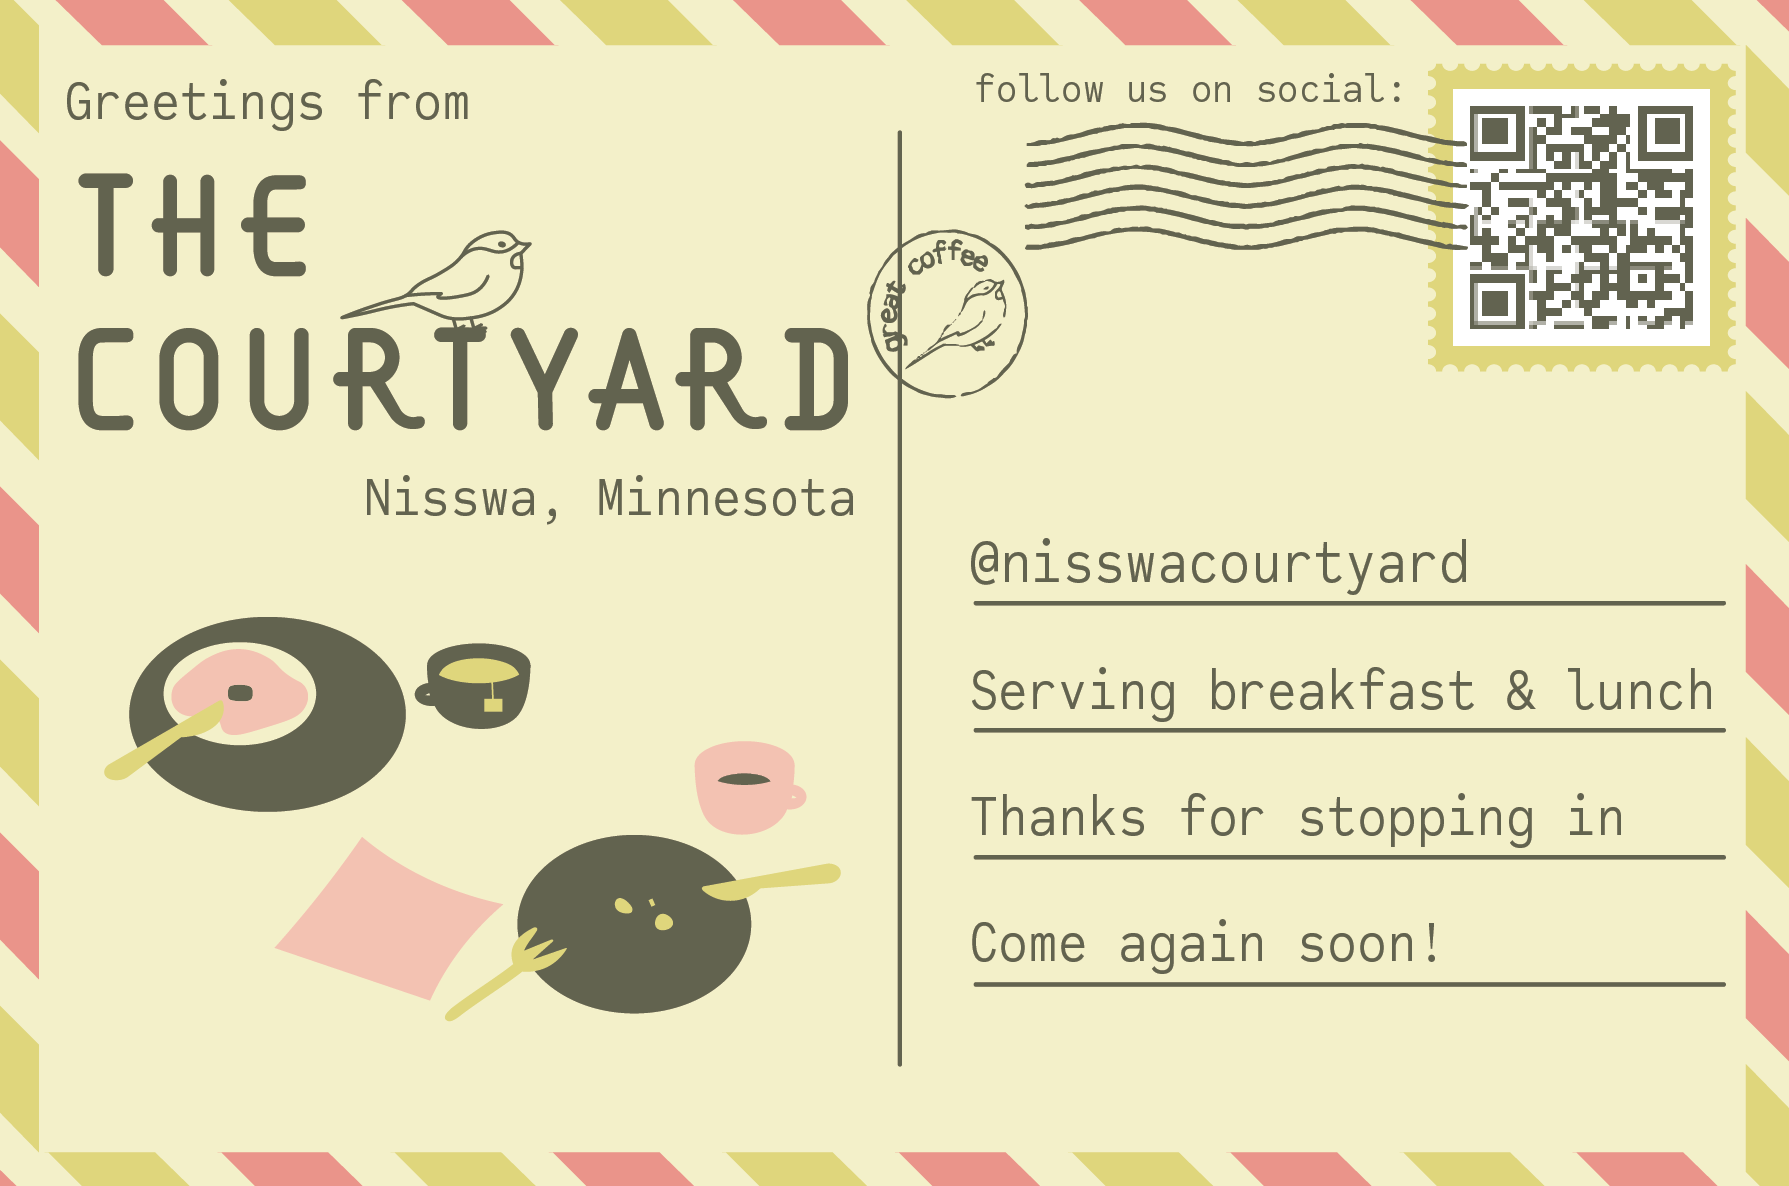 Greetings from
THE
COURTYARD
Nisswa, Minnesota
follow us on social:
great coffee
@nisswacourtyard
Serving breakfast & lunch
Thanks for stopping in
Come again soon!